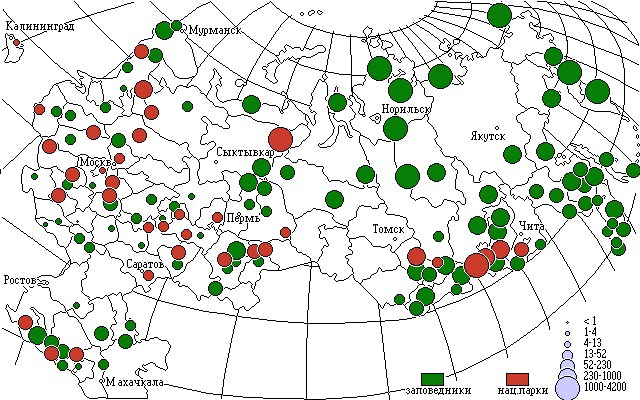 Калининград
Мурманск
Норильск
Якутск
Сыктывкар
Москва
Пермь
Томск
Чита
Саратов
Ростов
Махачкала
заповедники
нац.парки
< 1
1-4
4-13
13-52
52-230
230-1000
1000-4200